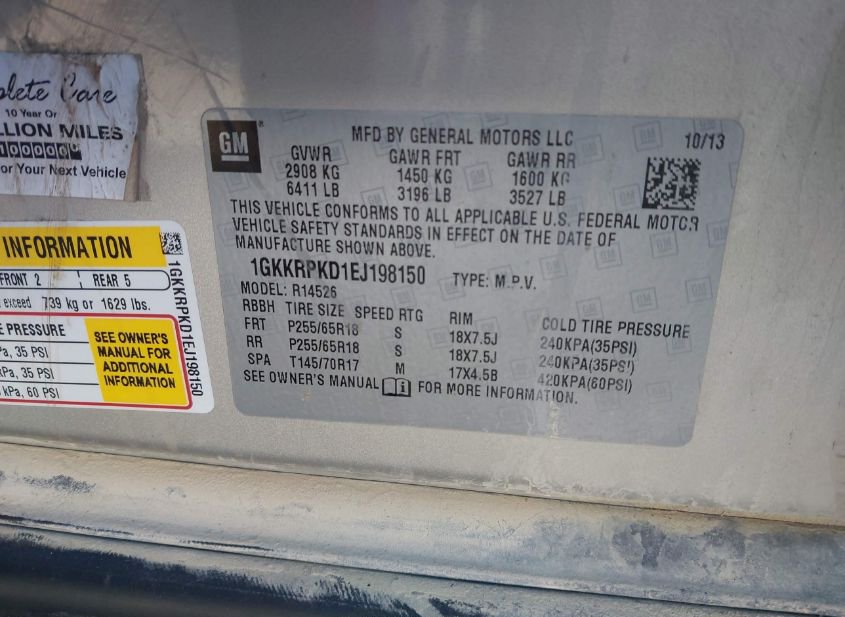 plete Care
10 Year Or
LLION MILES
100000
or Your Next Vehicle
INFORMATION
FRONT 2 REAR 5
exceed 739 kg or 1629 lbs.
E PRESSURE
Pa, 35 PSI
kPa, 35 PSI
kPa, 60 PSI
SEE OWNER'S
MANUAL FOR
ADDITIONAL
INFORMATION
1GKKRPKD1EJ198150
GM
MFD BY GENERAL MOTORS LLC 10/13
GVWR GAWR FRT GAWR RR
2908 KG 1450 KG 1600 KG
6411 LB 3196 LB 3527 LB
THIS VEHICLE CONFORMS TO ALL APPLICABLE U.S. FEDERAL MOTOR
VEHICLE SAFETY STANDARDS IN EFFECT ON THE DATE OF
MANUFACTURE SHOWN ABOVE.
1GKKRPKD1EJ198150 TYPE: M.P.V.
MODEL: R14526
RBBH TIRE SIZE SPEED RTG RIM COLD TIRE PRESSURE
FRT P255/65R18 S 18X7.5J 240KPA(35PSI)
RR P255/65R18 S 18X7.5J 240KPA(35PSI)
SPA T145/70R17 M 17X4.5B 420KPA(60PSI)
SEE OWNER'S MANUAL FOR MORE INFORMATION.